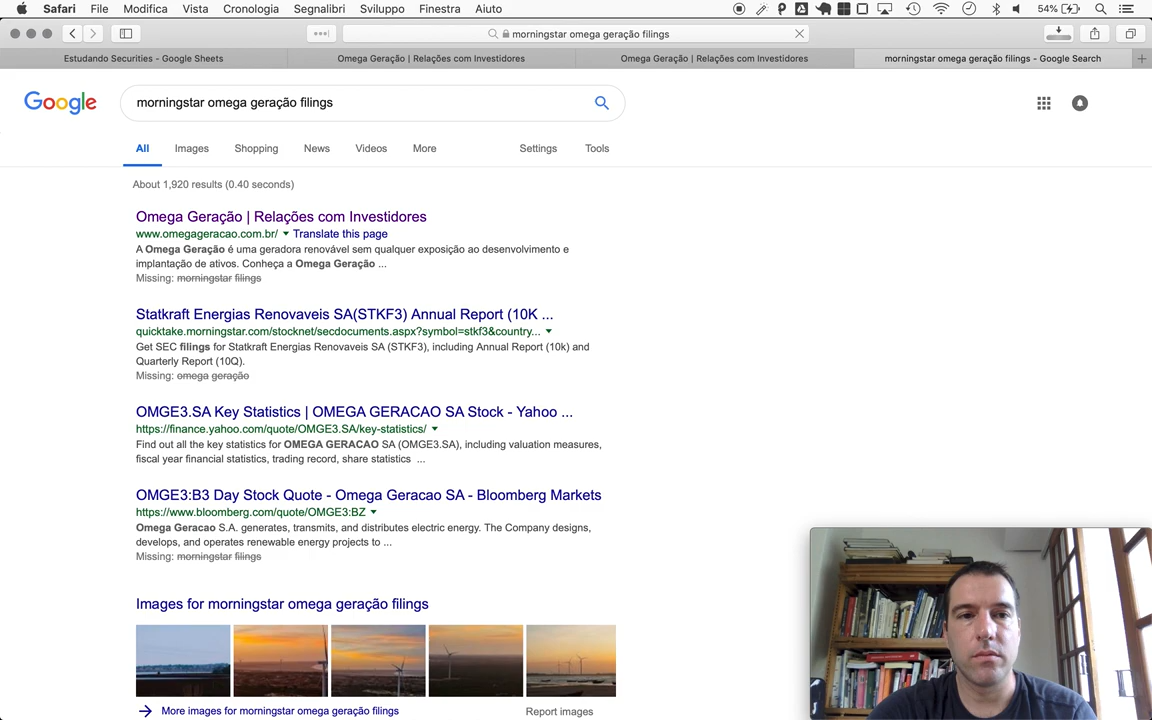 Safari File Modifica Vista Cronologia Segnalibri Sviluppo Finestra Aiuto 54%
morningstar omega geração filings
Estudando Securities - Google Sheets
Omega Geração | Relações com Investidores
Omega Geração | Relações com Investidores
morningstar omega geração filings - Google Search
Google
morningstar omega geração filings
All Images Shopping News Videos More Settings Tools
About 1,920 results (0.40 seconds)
Omega Geração | Relações com Investidores
www.omegageracao.com.br/ Translate this page
A Omega Geração é uma geradora renovável sem qualquer exposição ao desenvolvimento e
implantação de ativos. Conheça a Omega Geração ...
Missing: morningstar filings
Statkraft Energias Renovaveis SA(STKF3) Annual Report (10K ...
quicktake.morningstar.com/stocknet/secdocuments.aspx?symbol=stkf3&country...
Get SEC filings for Statkraft Energias Renovaveis SA (STKF3), including Annual Report (10k) and
Quarterly Report (10Q).
Missing: omega geração
OMGE3.SA Key Statistics | OMEGA GERACAO SA Stock - Yahoo ...
https://finance.yahoo.com/quote/OMGE3.SA/key-statistics/
Find out all the key statistics for OMEGA GERACAO SA (OMGE3.SA), including valuation measures,
fiscal year financial statistics, trading record, share statistics ...
OMGE3:B3 Day Stock Quote - Omega Geracao SA - Bloomberg Markets
https://www.bloomberg.com/quote/OMGE3:BZ
Omega Geracao S.A. generates, transmits, and distributes electric energy. The Company designs,
develops, and operates renewable energy projects to ...
Missing: morningstar filings
Images for morningstar omega geração filings
More images for morningstar omega geração filings
Report images